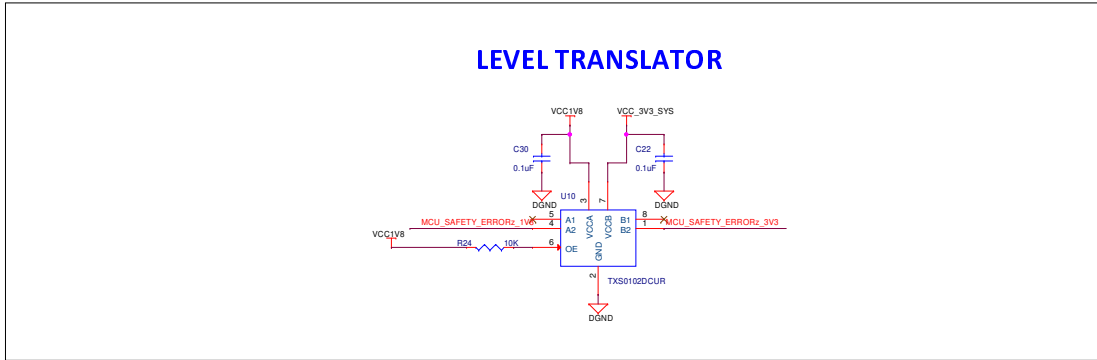 LEVEL TRANSLATOR
VCC1V8 VCC_3V3_SYS
C30 C22
0.1uF 0.1uF
DGND DGND
U10
3 7
VCCA VCCB
5 A1 B1 8
MCU_SAFETY_ERRORz_1V8 MCU_SAFETY_ERRORz_3V3
4 A2 B2 1
VCC1V8
R24 10K 6 OE
GND
2
TXS0102DCUR
DGND